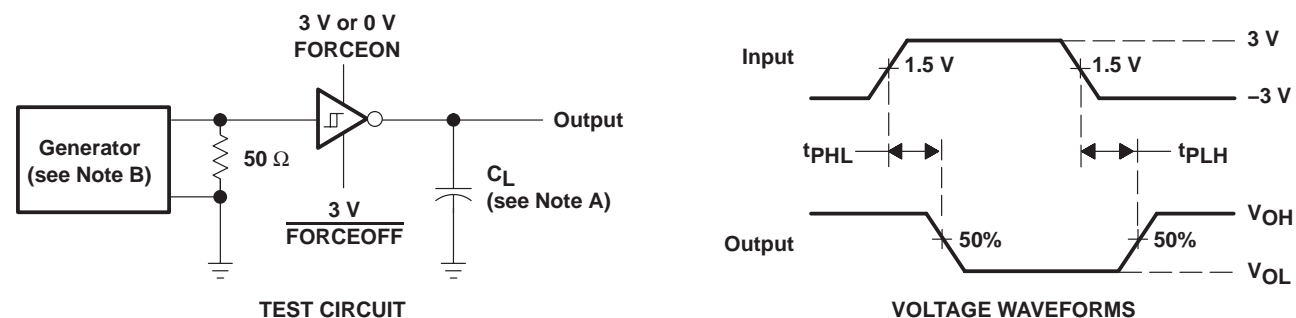 3 V or 0 V
FORCEON
Generator
(see Note B)
50 Ω
Output
CL
(see Note A)
3 V
FORCEOFF
TEST CIRCUIT
Input
1.5 V
1.5 V
3 V
–3 V
tPHL
tPLH
Output
50%
50%
VOH
VOL
VOLTAGE WAVEFORMS